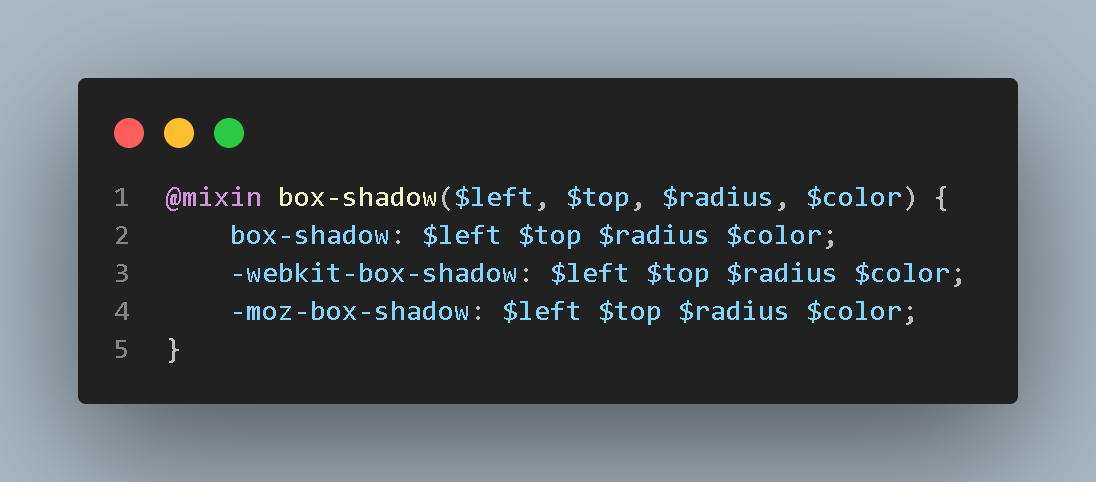 1 @mixin box-shadow($left, $top, $radius, $color) {
2     box-shadow: $left $top $radius $color;
3     -webkit-box-shadow: $left $top $radius $color;
4     -moz-box-shadow: $left $top $radius $color;
5 }